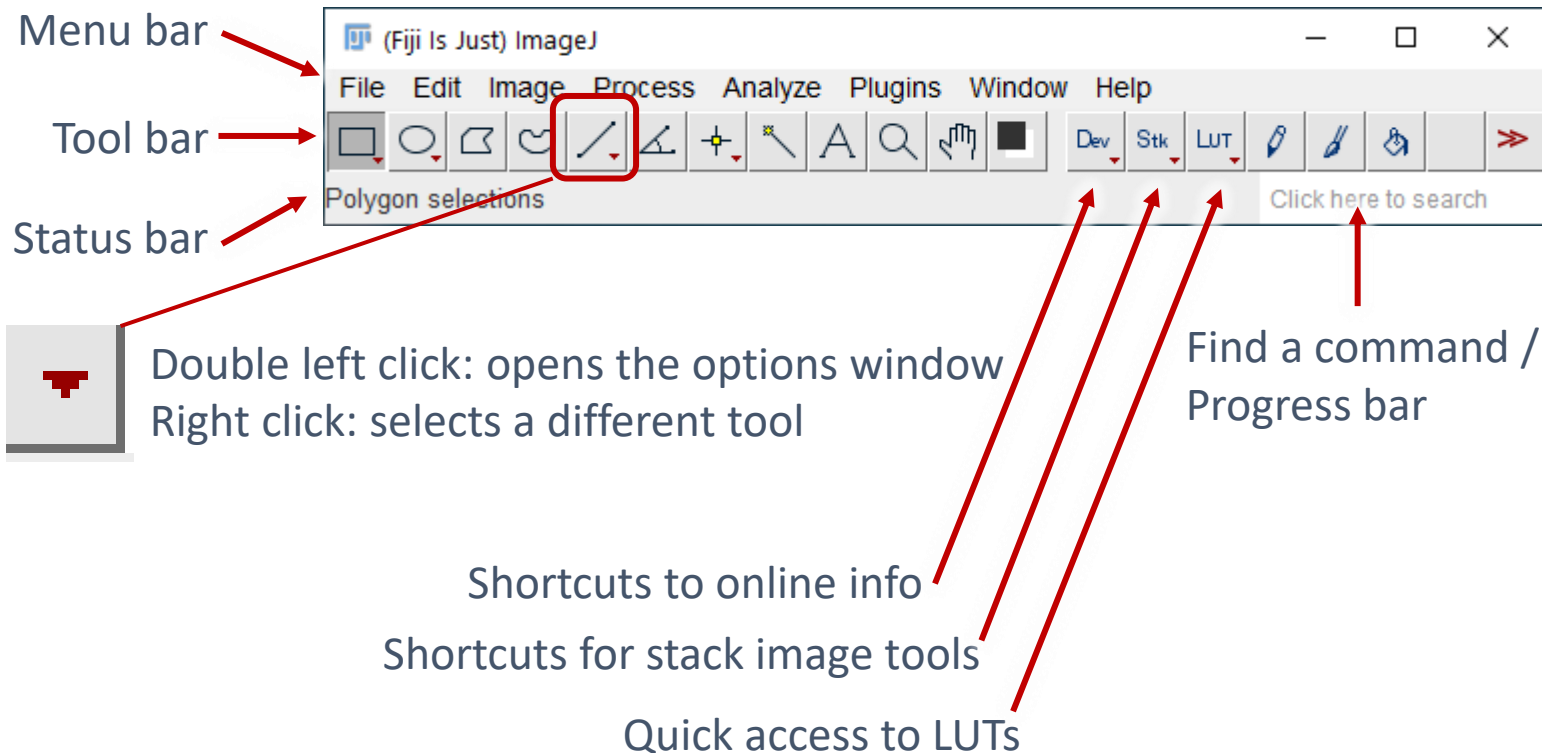 Menu bar
(Fiji Is Just) ImageJ
File Edit Image Process Analyze Plugins Window Help
Tool bar
A Dev Stk LUT
Status bar
Polygon selections
Click here to search
Double left click: opens the options window
Right click: selects a different tool
Find a command /
Progress bar
Shortcuts to online info
Shortcuts for stack image tools
Quick access to LUTs